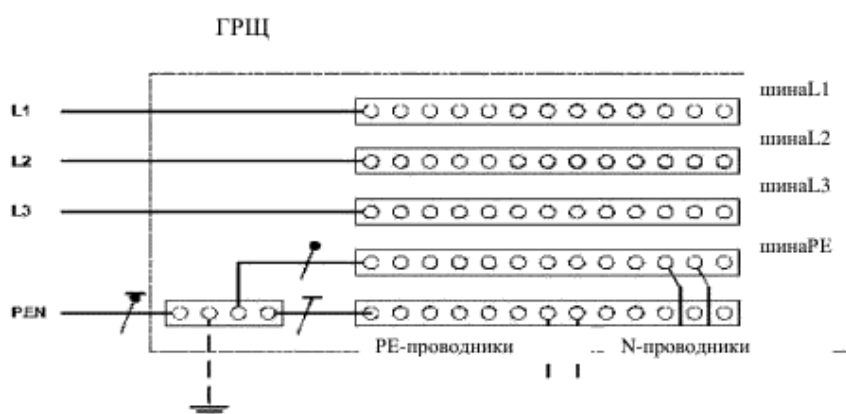 ГРЩ
шинаL1
L1
шинаL2
L2
шинаL3
L3
шинаPE
PEN
PE-проводники
N-проводники